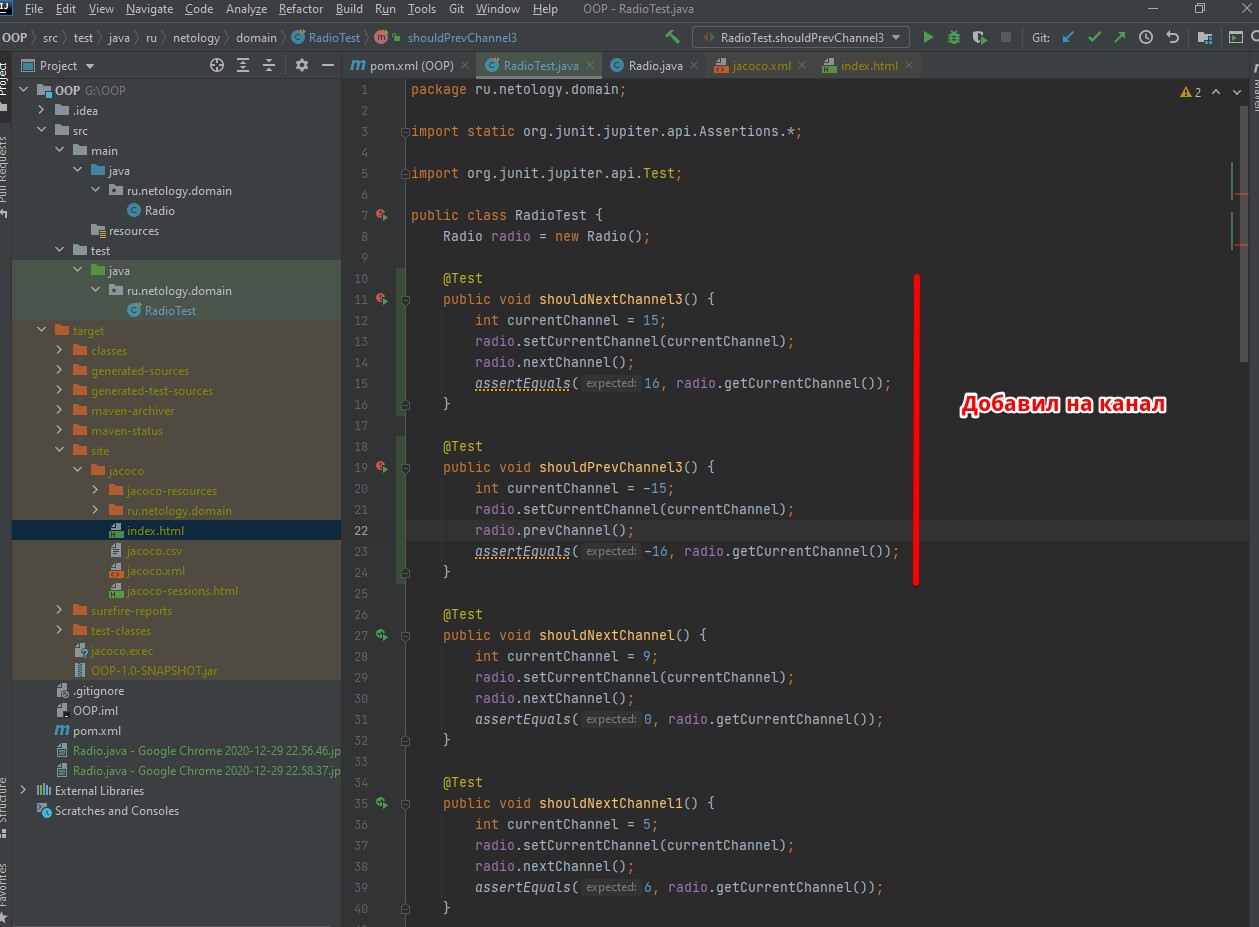 File Edit View Navigate Code Analyze Refactor Build Run Tools Git Window Help OOP - RadioTest.java
OOP src test java ru netology domain RadioTest shouldPrevChannel3 RadioTest.shouldPrevChannel3 Git:
Project
pom.xml (OOP) RadioTest.java Radio.java jacoco.xml index.html
Project
Pull Requests
Structure
Favorites
OOP G:\OOP
.idea
src
main
java
ru.netology.domain
Radio
resources
test
java
ru.netology.domain
RadioTest
target
classes
generated-sources
generated-test-sources
maven-archiver
maven-status
site
jacoco
jacoco-resources
ru.netology.domain
index.html
jacoco.csv
jacoco.xml
jacoco-sessions.html
surefire-reports
test-classes
jacoco.exec
OOP-1.0-SNAPSHOT.jar
.gitignore
OOP.iml
pom.xml
Radio.java - Google Chrome 2020-12-29 22.56.46.jp
Radio.java - Google Chrome 2020-12-29 22.58.37.jp
External Libraries
Scratches and Consoles
2
1 package ru.netology.domain;
2
3 import static org.junit.jupiter.api.Assertions.*;
4
5 import org.junit.jupiter.api.Test;
6
7 public class RadioTest {
8 Radio radio = new Radio();
9
10 @Test
11 public void shouldNextChannel3() {
12 int currentChannel = 15;
13 radio.setCurrentChannel(currentChannel);
14 radio.nextChannel();
15 assertEquals( expected: 16, radio.getCurrentChannel());
16 }
17
18 @Test
19 public void shouldPrevChannel3() {
20 int currentChannel = -15;
21 radio.setCurrentChannel(currentChannel);
22 radio.prevChannel();
23 assertEquals( expected: -16, radio.getCurrentChannel());
24 }
25
26 @Test
27 public void shouldNextChannel() {
28 int currentChannel = 9;
29 radio.setCurrentChannel(currentChannel);
30 radio.nextChannel();
31 assertEquals( expected: 0, radio.getCurrentChannel());
32 }
33
34 @Test
35 public void shouldNextChannel1() {
36 int currentChannel = 5;
37 radio.setCurrentChannel(currentChannel);
38 radio.nextChannel();
39 assertEquals( expected: 6, radio.getCurrentChannel());
40 }
Добавил на канал